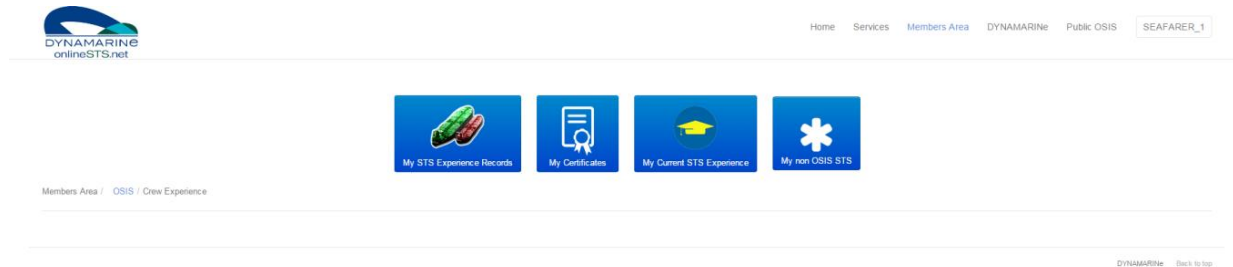 DYNAMARINe
onlineSTS.net
Home Services Members Area DYNAMARINe Public OSIS SEAFARER_1
My STS Experience Records My Certificates My Current STS Experience My non OSIS STS
Members Area / OSIS / Crew Experience
DYNAMARINe Back to top